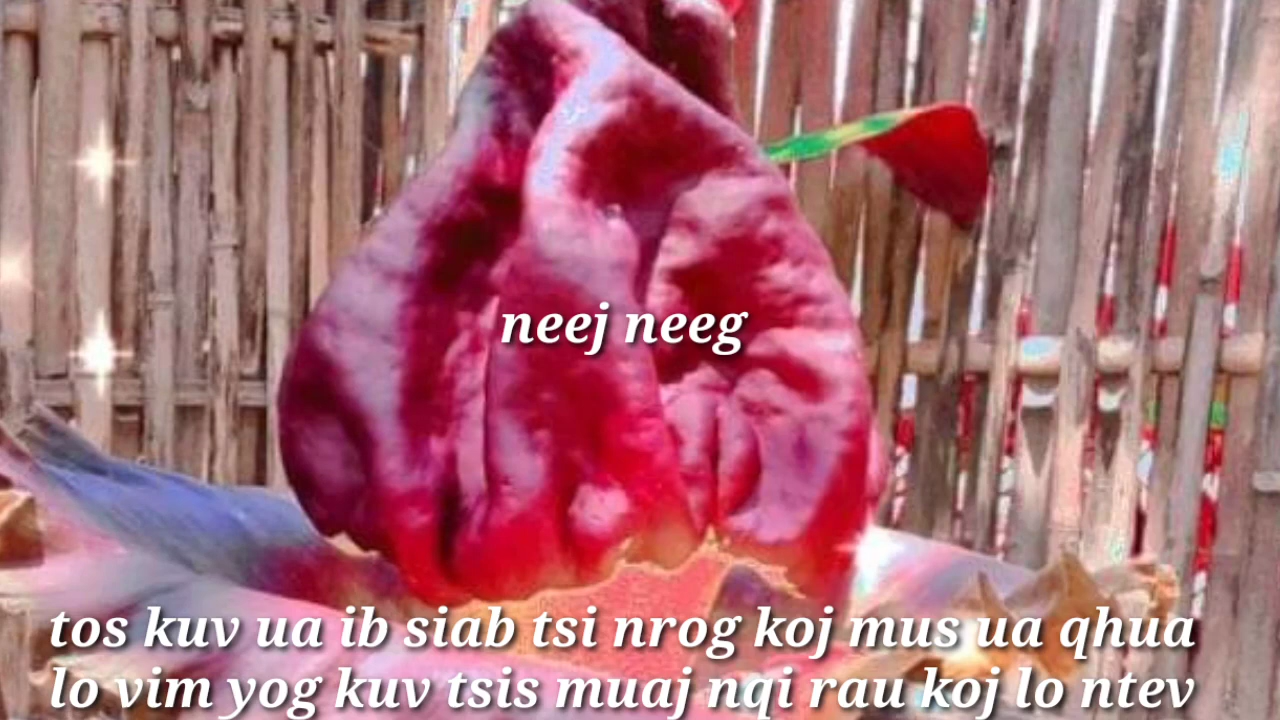 neej neeg
tos kuv ua ib siab tsi nrog koj mus ua qhua
lo vim yog kuv tsis muaj nqi rau koj lo ntev